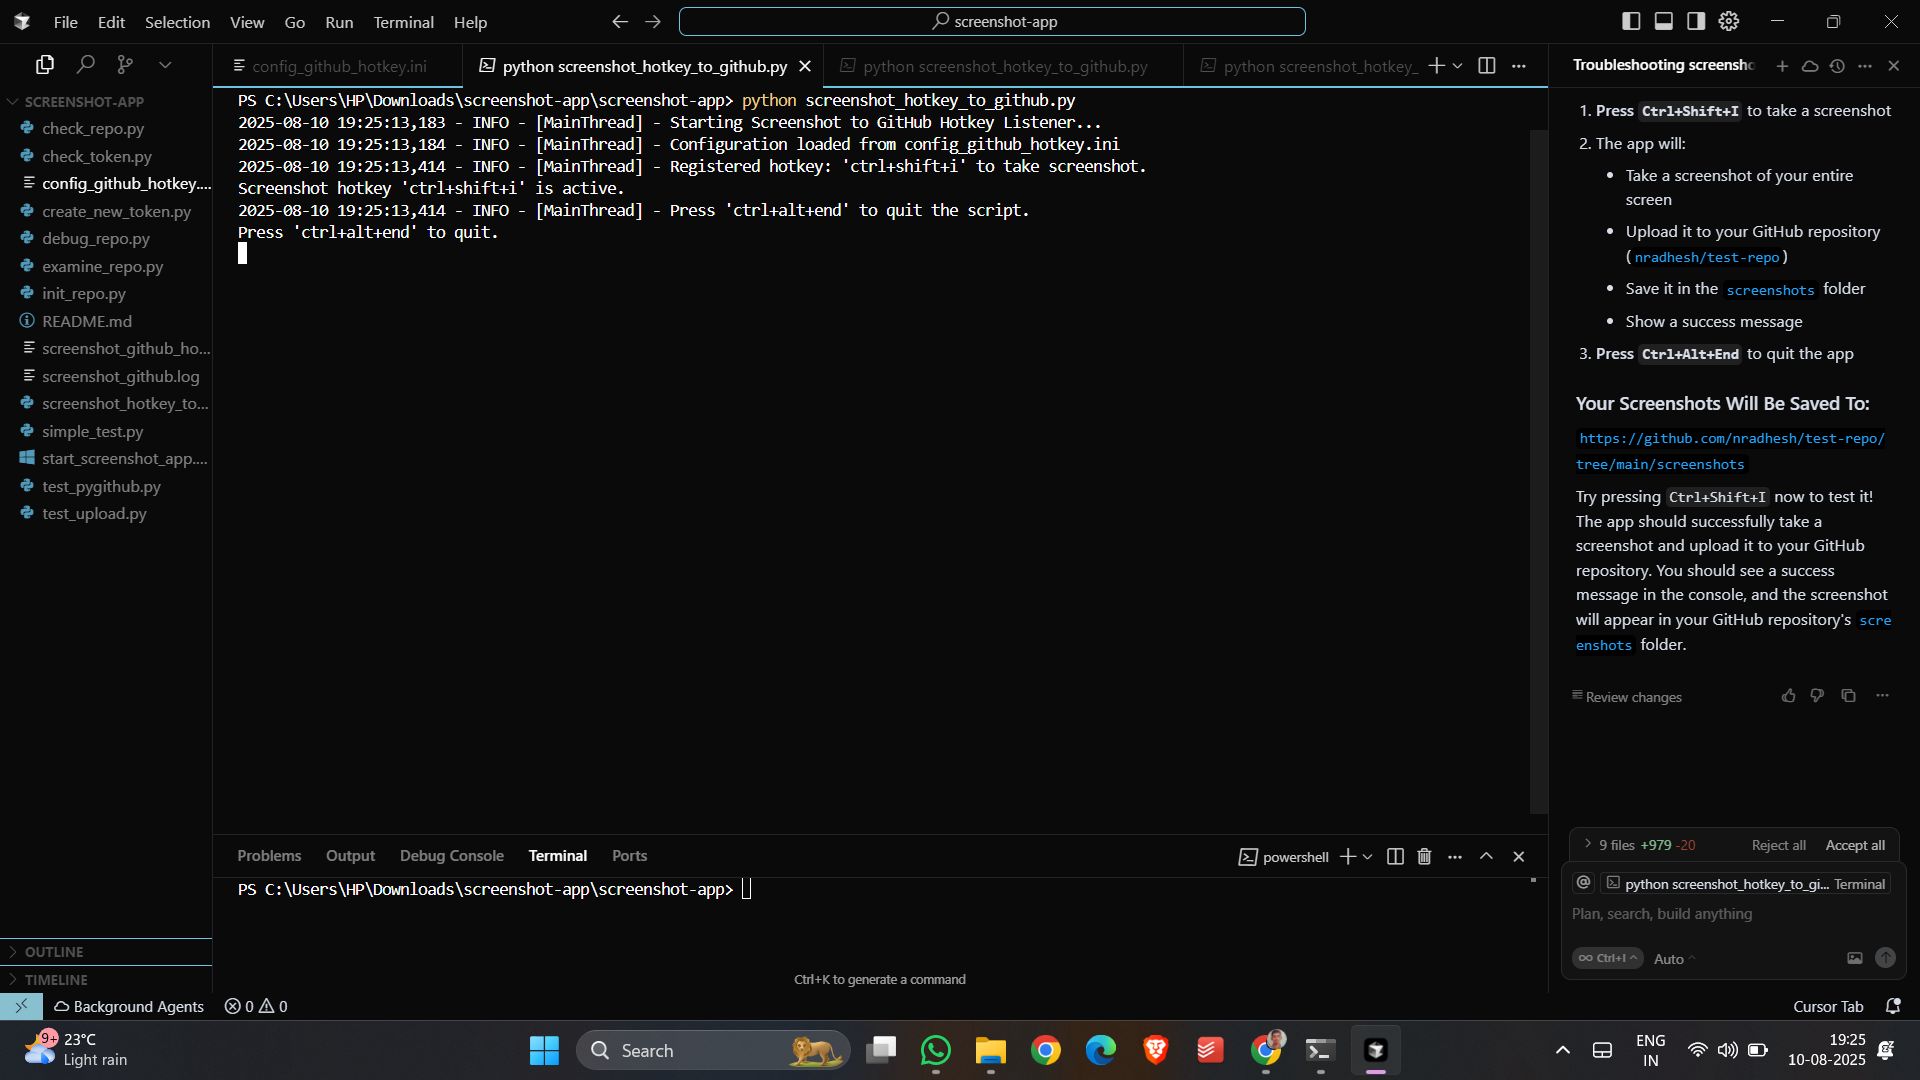 File Edit Selection View Go Run Terminal Help
screenshot-app
SCREENSHOT-APP
check_repo.py
check_token.py
config_github_hotkey....
create_new_token.py
debug_repo.py
examine_repo.py
init_repo.py
README.md
screenshot_github_ho...
screenshot_github.log
screenshot_hotkey_to...
simple_test.py
start_screenshot_app....
test_pygithub.py
test_upload.py
OUTLINE
TIMELINE
config_github_hotkey.ini
python screenshot_hotkey_to_github.py
python screenshot_hotkey_to_github.py
python screenshot_hotkey_
PS C:\Users\HP\Downloads\screenshot-app\screenshot-app> python screenshot_hotkey_to_github.py
2025-08-10 19:25:13,183 - INFO - [MainThread] - Starting Screenshot to GitHub Hotkey Listener...
2025-08-10 19:25:13,184 - INFO - [MainThread] - Configuration loaded from config_github_hotkey.ini
2025-08-10 19:25:13,414 - INFO - [MainThread] - Registered hotkey: 'ctrl+shift+i' to take screenshot.
Screenshot hotkey 'ctrl+shift+i' is active.
2025-08-10 19:25:13,414 - INFO - [MainThread] - Press 'ctrl+alt+end' to quit the script.
Press 'ctrl+alt+end' to quit.
Problems Output Debug Console Terminal Ports
powershell
PS C:\Users\HP\Downloads\screenshot-app\screenshot-app>
Ctrl+K to generate a command
Troubleshooting screensho
1. Press Ctrl+Shift+I to take a screenshot
2. The app will:
• Take a screenshot of your entire
screen
• Upload it to your GitHub repository
(nradhesh/test-repo)
• Save it in the screenshots folder
• Show a success message
3. Press Ctrl+Alt+End to quit the app
Your Screenshots Will Be Saved To:
https://github.com/nradhesh/test-repo/
tree/main/screenshots
Try pressing Ctrl+Shift+I now to test it!
The app should successfully take a
screenshot and upload it to your GitHub
repository. You should see a success
message in the console, and the screenshot
will appear in your GitHub repository's scre
enshots folder.
Review changes
9 files +979 -20 Reject all Accept all
@ python screenshot_hotkey_to_gi... Terminal
Plan, search, build anything
∞ Ctrl+I Auto
Background Agents 0 0
Cursor Tab
9+ 23°C
Light rain
Search
ENG
IN
19:25
10-08-2025